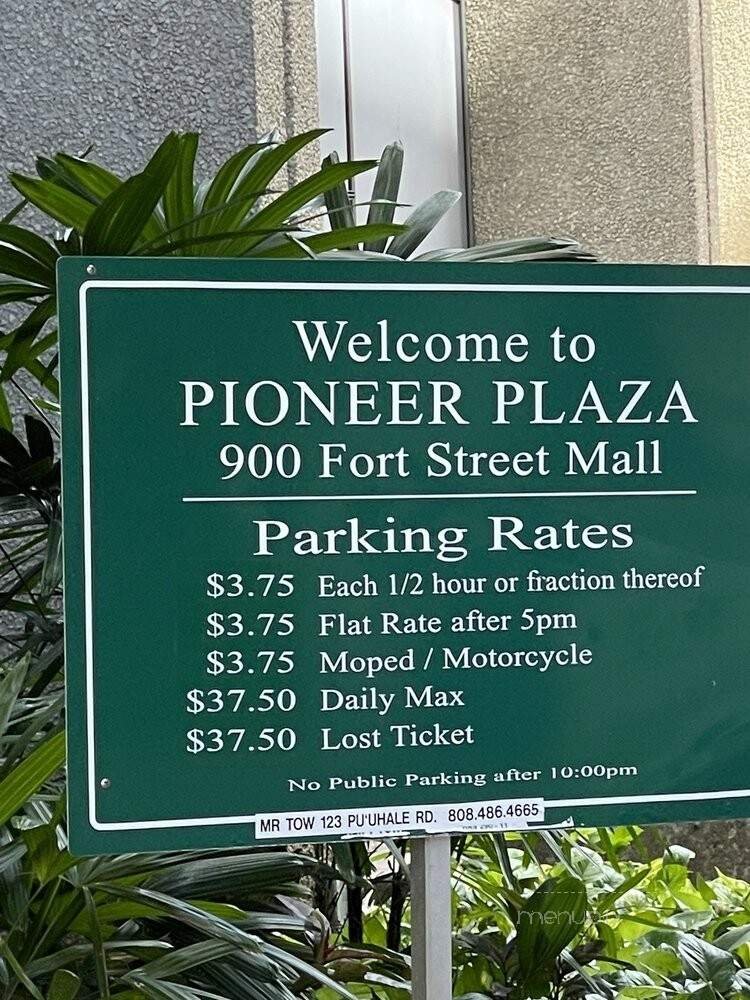 Welcome to
PIONEER PLAZA
900 Fort Street Mall
Parking Rates
$3.75 Each 1/2 hour or fraction thereof
$3.75 Flat Rate after 5pm
$3.75 Moped / Motorcycle
$37.50 Daily Max
$37.50 Lost Ticket
No Public Parking after 10:00pm
MR TOW 123 PU'UHALE RD. 808.486.4665
menu